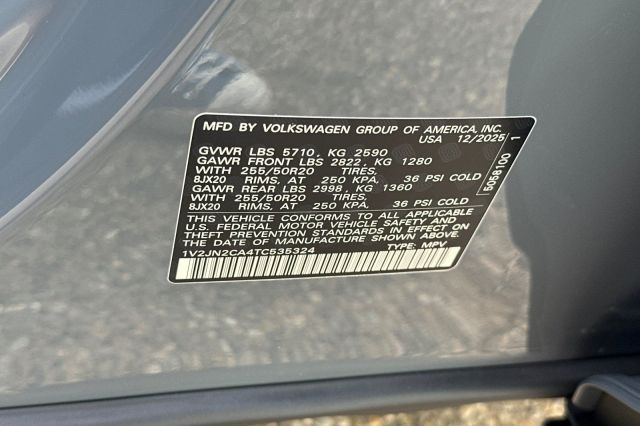 MFD BY VOLKSWAGEN GROUP OF AMERICA, INC.
USA 12/2025
GVWR LBS 5710, KG 2590
GAWR FRONT LBS 2822, KG 1280
WITH 255/50R20 TIRES,
8JX20 RIMS, AT 250 KPA, 36 PSI COLD
GAWR REAR LBS 2998, KG 1360
WITH 255/50R20 TIRES,
8JX20 RIMS, AT 250 KPA, 36 PSI COLD
THIS VEHICLE CONFORMS TO ALL APPLICABLE
U.S. FEDERAL MOTOR VEHICLE SAFETY AND
THEFT PREVENTION STANDARDS IN EFFECT ON THE
DATE OF MANUFACTURE SHOWN ABOVE.
1V2JN2CA4TC535324 TYPE: MPV
5058100 1